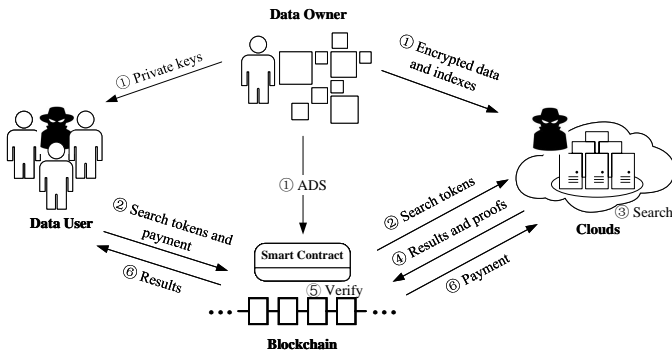 Data Owner
① Private keys
① Encrypted data
and indexes
① ADS
Data User
② Search tokens and
payment
⑥ Results
② Search tokens
④ Results and proofs
⑥ Payment
③ Search
Clouds
Smart Contract
⑤ Verify
Blockchain